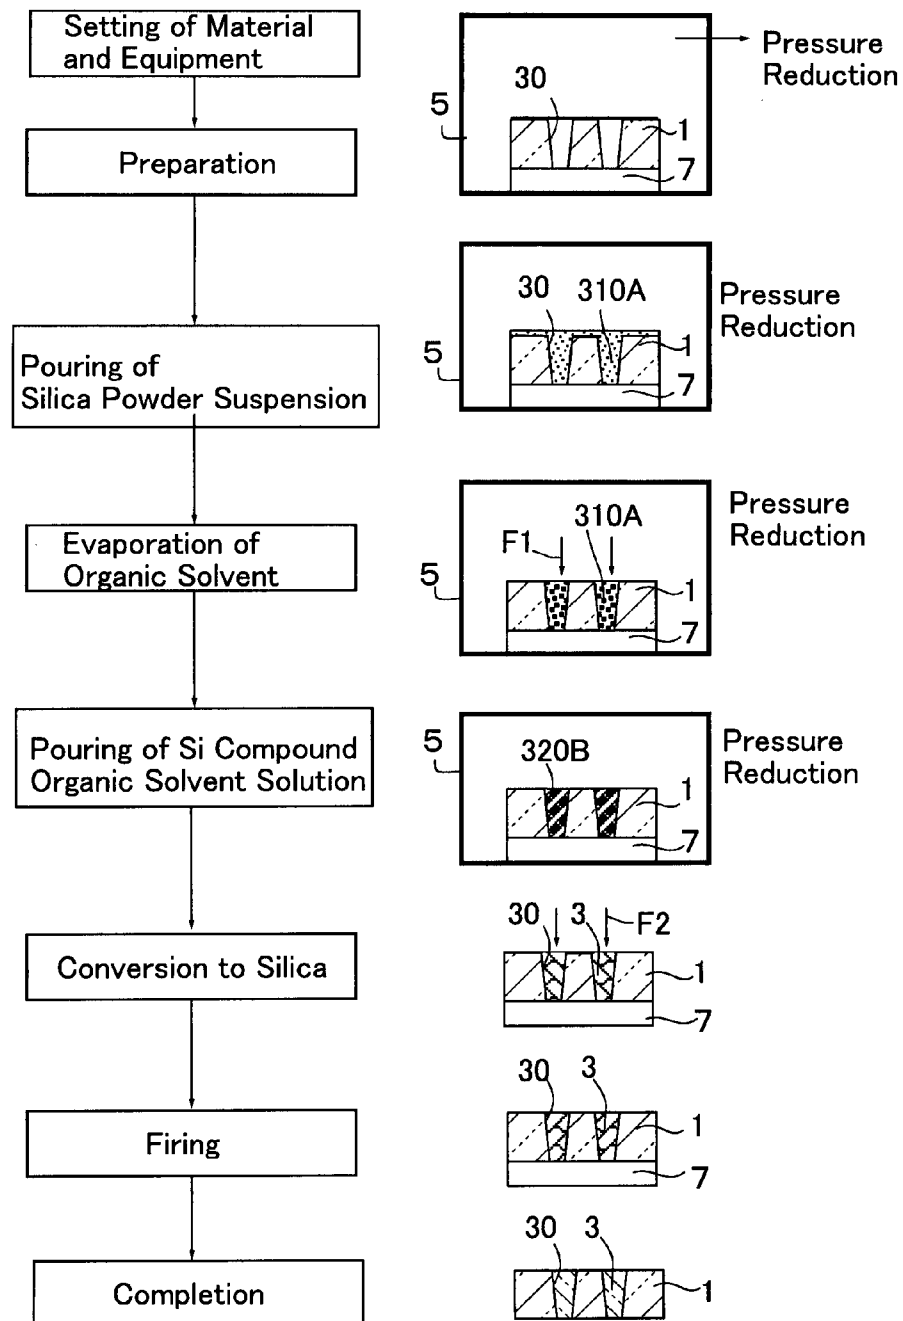 Setting of Material
and Equipment
Pressure
Reduction
30
5
1
7
Preparation
30
310A
Pressure
Reduction
5
1
7
Pouring of
Silica Powder Suspension
310A
Pressure
Reduction
F1
5
1
7
Evaporation of
Organic Solvent
5
320B
Pressure
Reduction
1
7
Pouring of Si Compound
Organic Solvent Solution
30
3
F2
1
7
Conversion to Silica
30
3
1
7
Firing
30
3
1
Completion